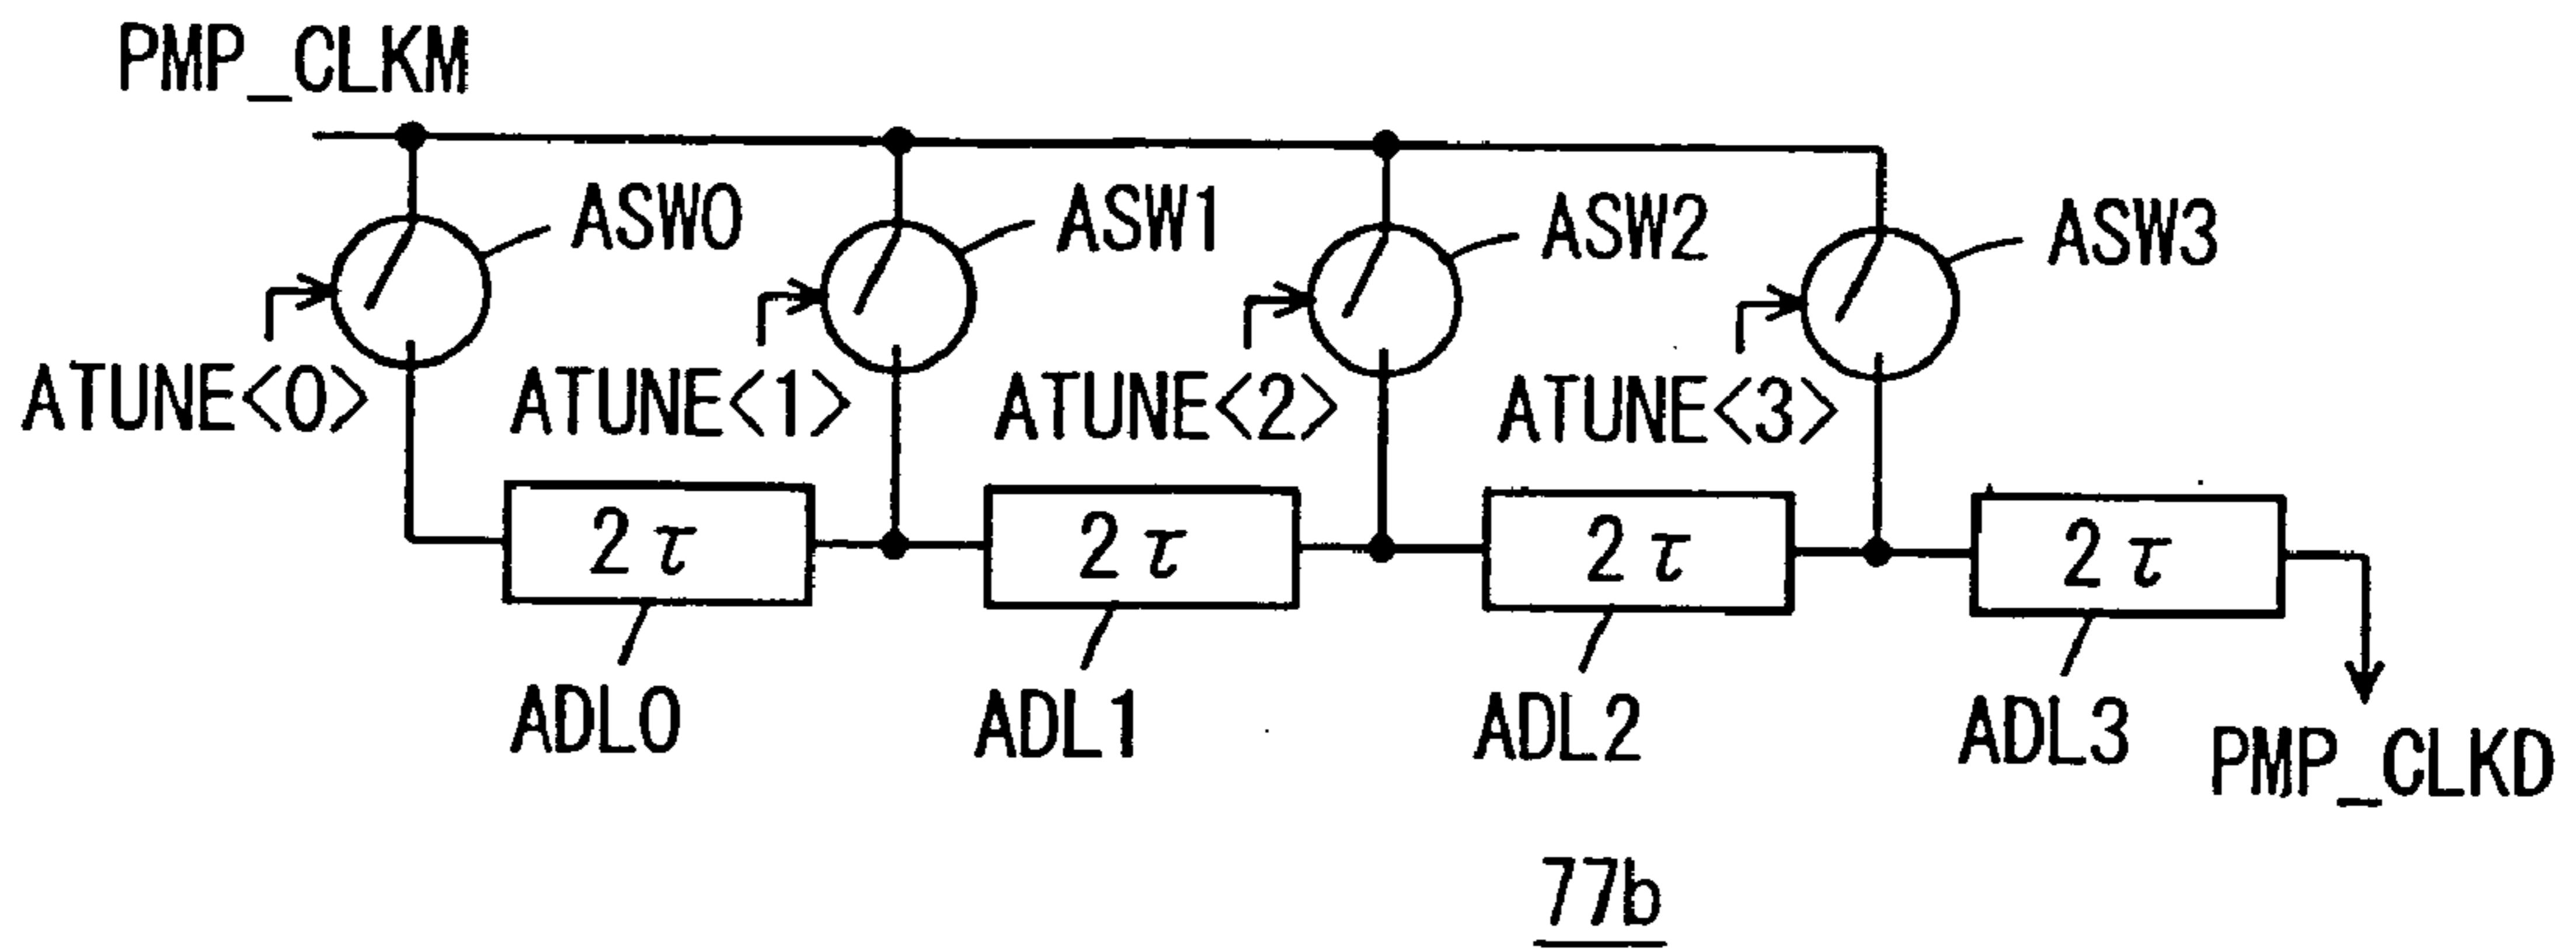 PMP_CLKM
ASW0 ASW1 ASW2 ASW3
ATUNE<0> ATUNE<1> ATUNE<2> ATUNE<3>
2τ 2τ 2τ 2τ
ADL0 ADL1 ADL2 ADL3
PMP_CLKD
77b